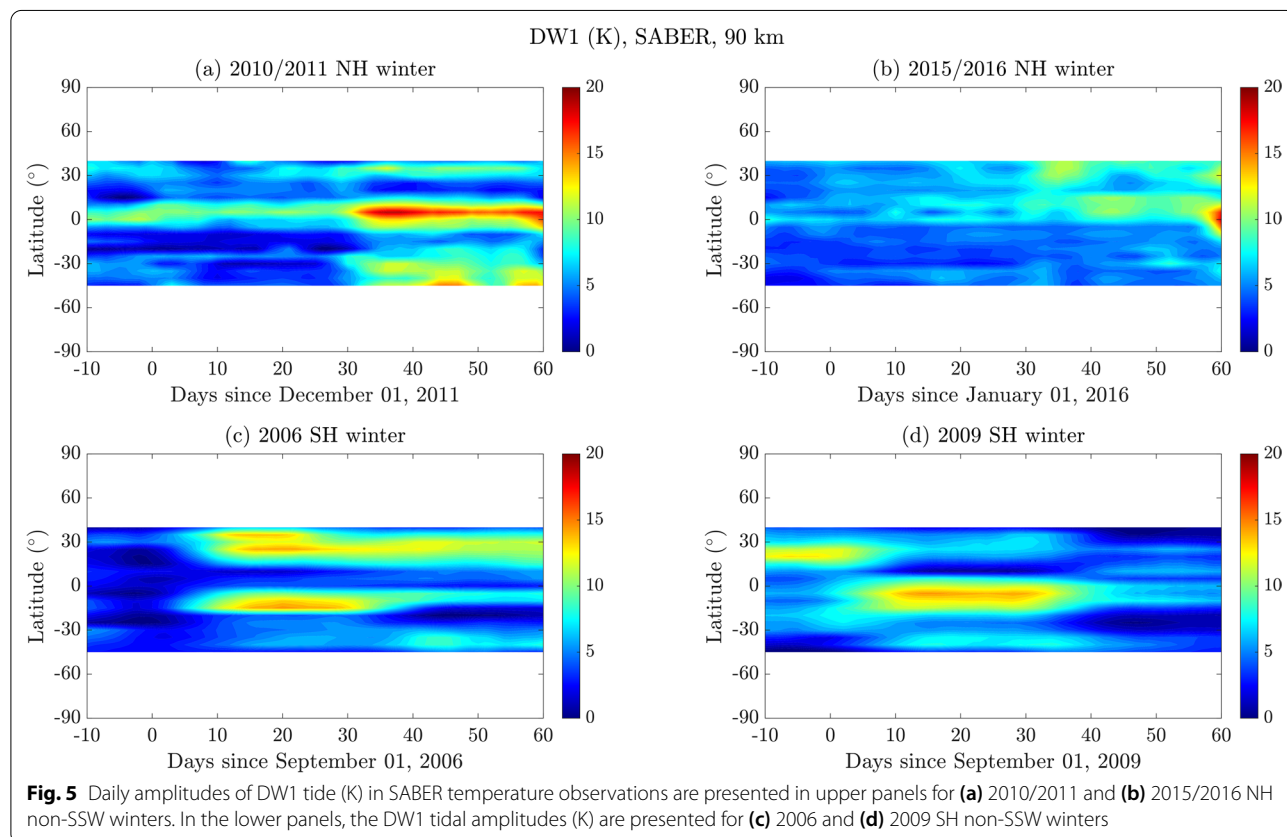 DW1 (K), SABER, 90 km
(a) 2010/2011 NH winter
90
60
30
0
-30
-60
-90
Latitude (°)
-10 0 10 20 30 40 50 60
Days since December 01, 2011
20
15
10
5
0
(b) 2015/2016 NH winter
90
60
30
0
-30
-60
-90
Latitude (°)
-10 0 10 20 30 40 50 60
Days since January 01, 2016
20
15
10
5
0
(c) 2006 SH winter
90
60
30
0
-30
-60
-90
Latitude (°)
-10 0 10 20 30 40 50 60
Days since September 01, 2006
20
15
10
5
0
(d) 2009 SH winter
90
60
30
0
-30
-60
-90
Latitude (°)
-10 0 10 20 30 40 50 60
Days since September 01, 2009
20
15
10
5
0
Fig. 5 Daily amplitudes of DW1 tide (K) in SABER temperature observations are presented in upper panels for (a) 2010/2011 and (b) 2015/2016 NH
non-SSW winters. In the lower panels, the DW1 tidal amplitudes (K) are presented for (c) 2006 and (d) 2009 SH non-SSW winters